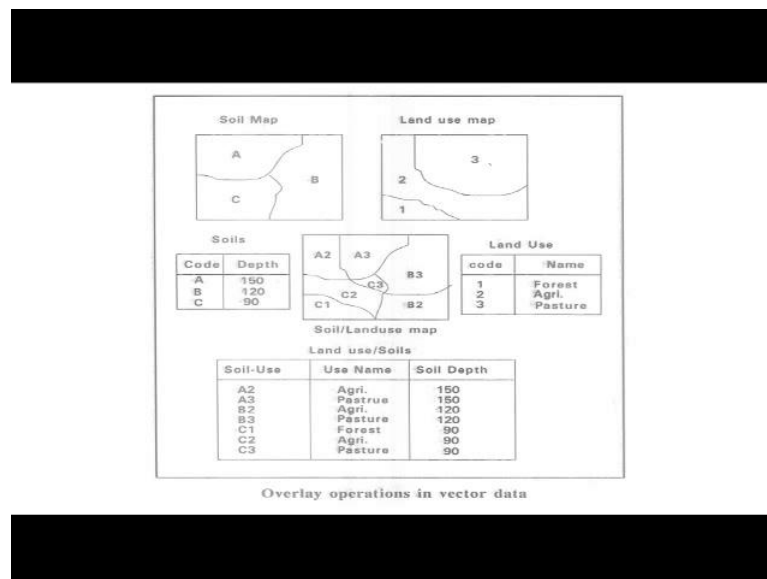 Soil Map
Land use map
A
B
C
3
2
1
Soils
Code Depth
A 150
B 120
C 90
A2 A3
B3
C3
C2
C1
B2
Soil/Landuse map
Land Use
code Name
1 Forest
2 Agri.
3 Pasture
Land use/Soils
Soil-Use Use Name Soil Depth
A2 Agri. 150
A3 Pastrue 150
B2 Agri. 120
B3 Pasture 120
C1 Forest 90
C2 Agri. 90
C3 Pasture 90
Overlay operations in vector data